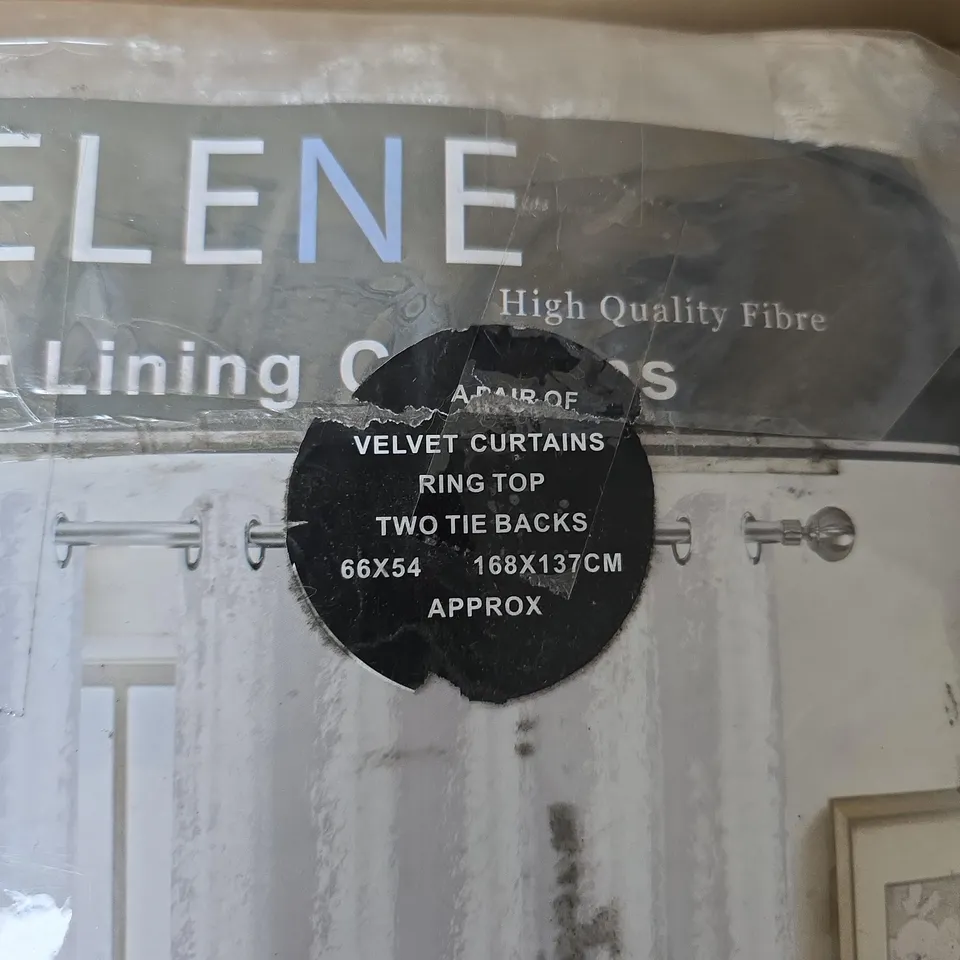 ELENE
High Quality Fibre
Lining
A PAIR OF
VELVET CURTAINS
RING TOP
TWO TIE BACKS
66X54 168X137CM
APPROX